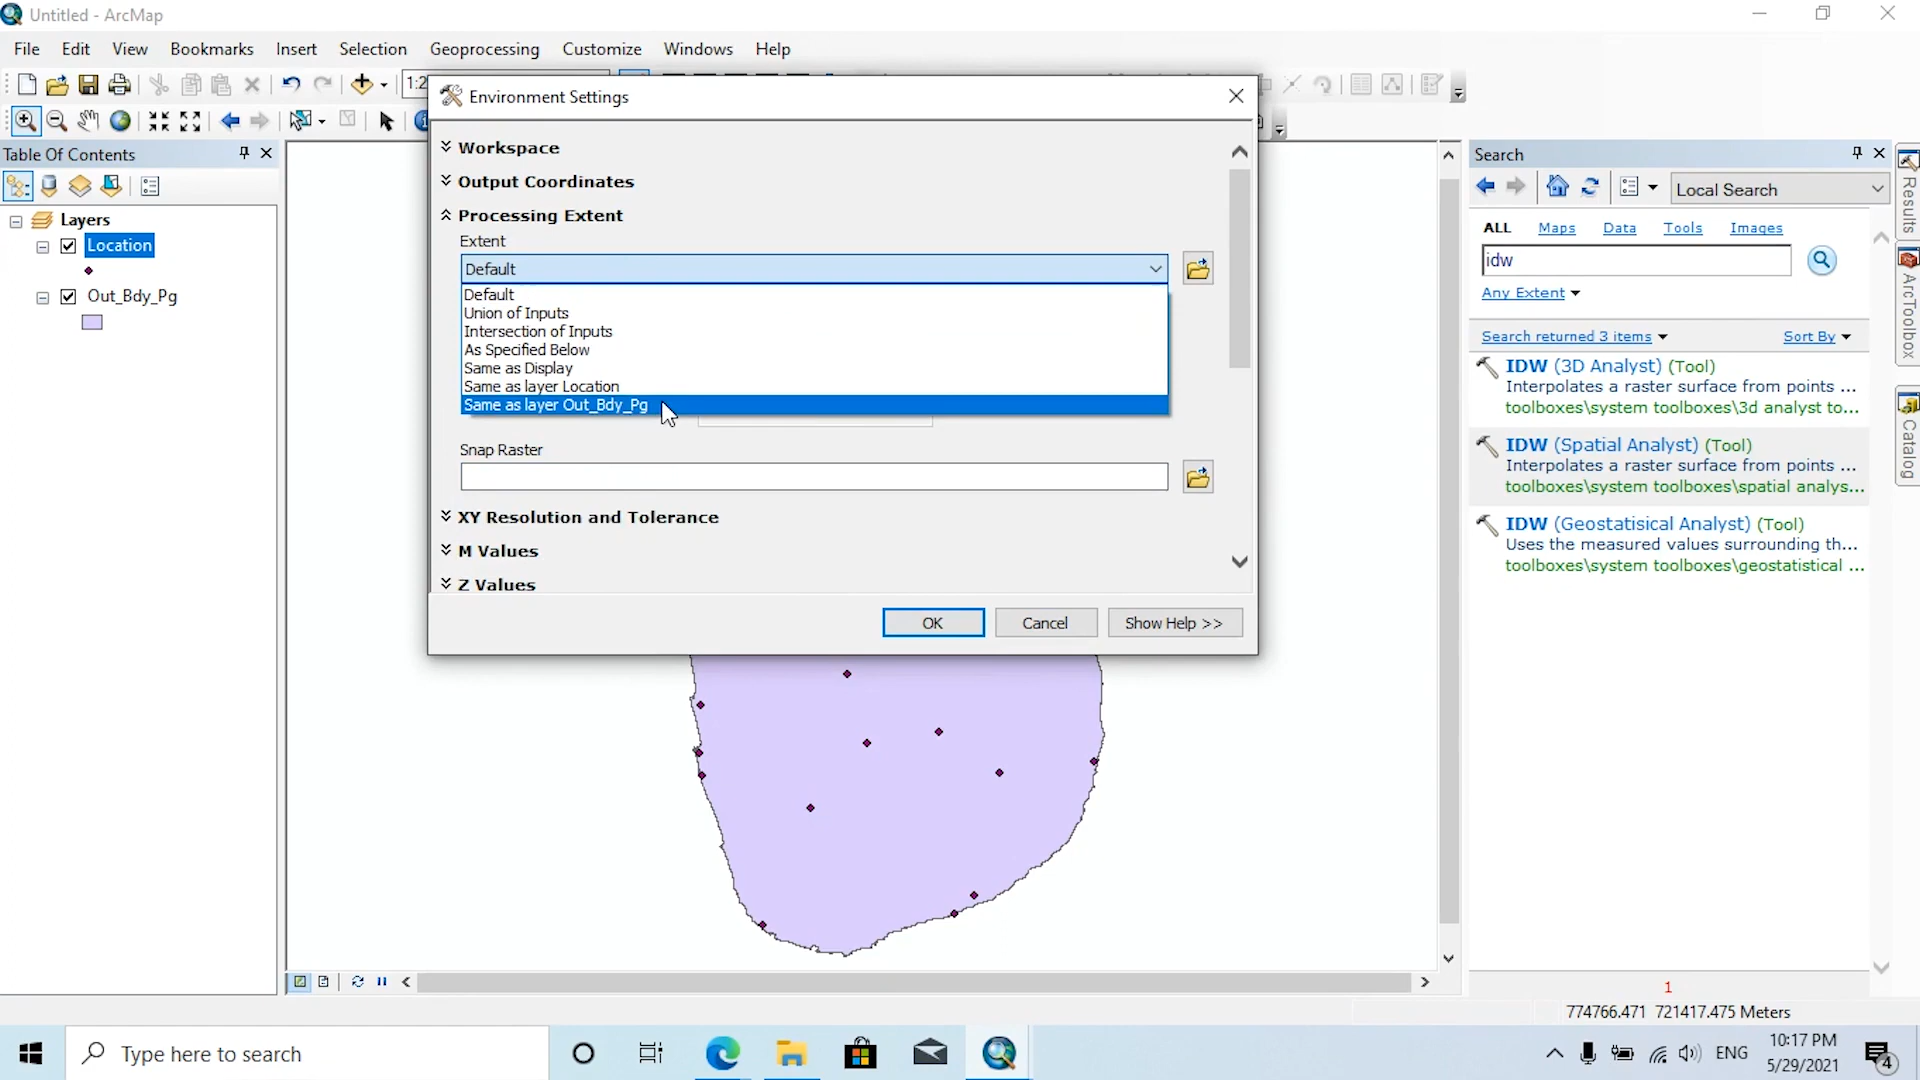 Untitled - ArcMap
File Edit View Bookmarks Insert Selection Geoprocessing Customize Windows Help
1:2
Environment Settings
Table Of Contents
Layers
Location
Out_Bdy_Pg
Workspace
Output Coordinates
Processing Extent
Extent
Default
Default
Union of Inputs
Intersection of Inputs
As Specified Below
Same as Display
Same as layer Location
Same as layer Out_Bdy_Pg
Snap Raster
XY Resolution and Tolerance
M Values
Z Values
OK Cancel Show Help >>
Search
Local Search
ALL Maps Data Tools Images
idw
Any Extent
Search returned 3 items Sort By
IDW (3D Analyst) (Tool)
Interpolates a raster surface from points ...
toolboxes\system toolboxes\3d analyst to...
IDW (Spatial Analyst) (Tool)
Interpolates a raster surface from points ...
toolboxes\system toolboxes\spatial analys...
IDW (Geostatisical Analyst) (Tool)
Uses the measured values surrounding th...
toolboxes\system toolboxes\geostatistical ...
1
Results
ArcToolbox
Catalog
774766.471 721417.475 Meters
Type here to search
ENG
10:17 PM
5/29/2021
4